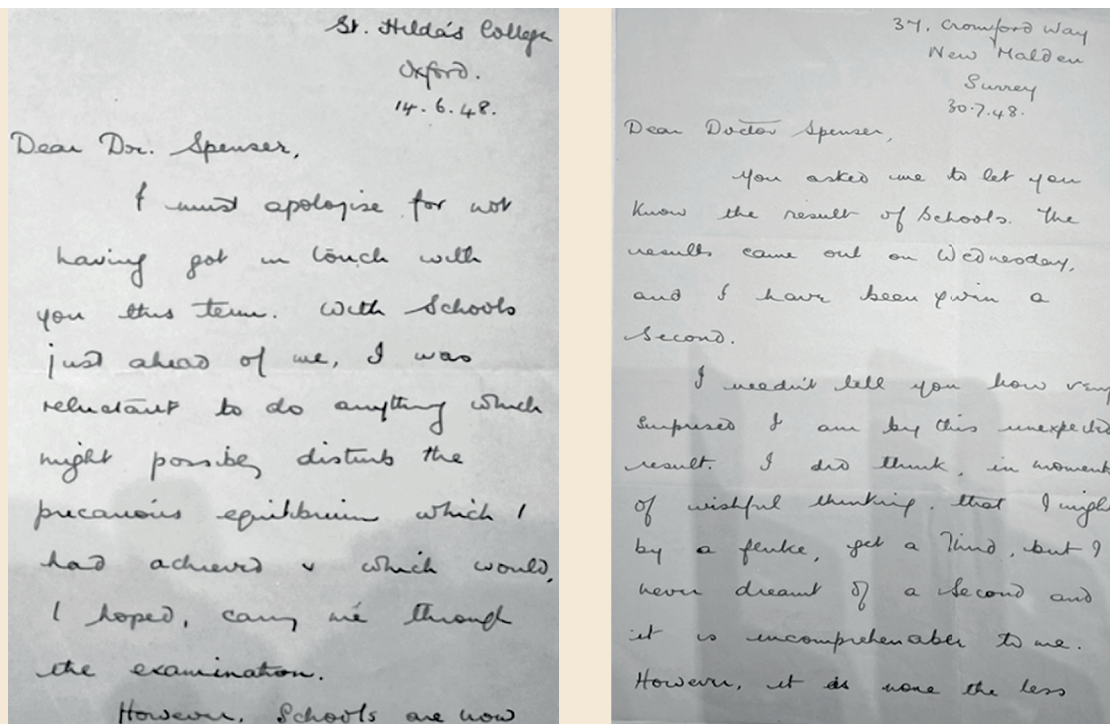 St. Hilda's College
Oxford.
14.6.48.
Dear Dr. Spenser,
I must apologise for not
having got in touch with
you this term. With Schools
just ahead of me, I was
reluctant to do anything which
might possibly disturb the
precarious equilibrium which I
had achieved & which would,
I hoped, carry me through
the examination.
However, Schools are now
37, Cromford Way
New Malden
Surrey
30.7.48.
Dear Doctor Spenser,
You asked me to let you
know the result of Schools. The
results came out on Wednesday,
and I have been given a
Second.
I needn't tell you how very
surprised I am by this unexpected
result. I did think, in moments
of wishful thinking, that I might
by a fluke, get a Third, but I
never dreamt of a Second and
it is uncomprehenable to me.
However, it is none the less